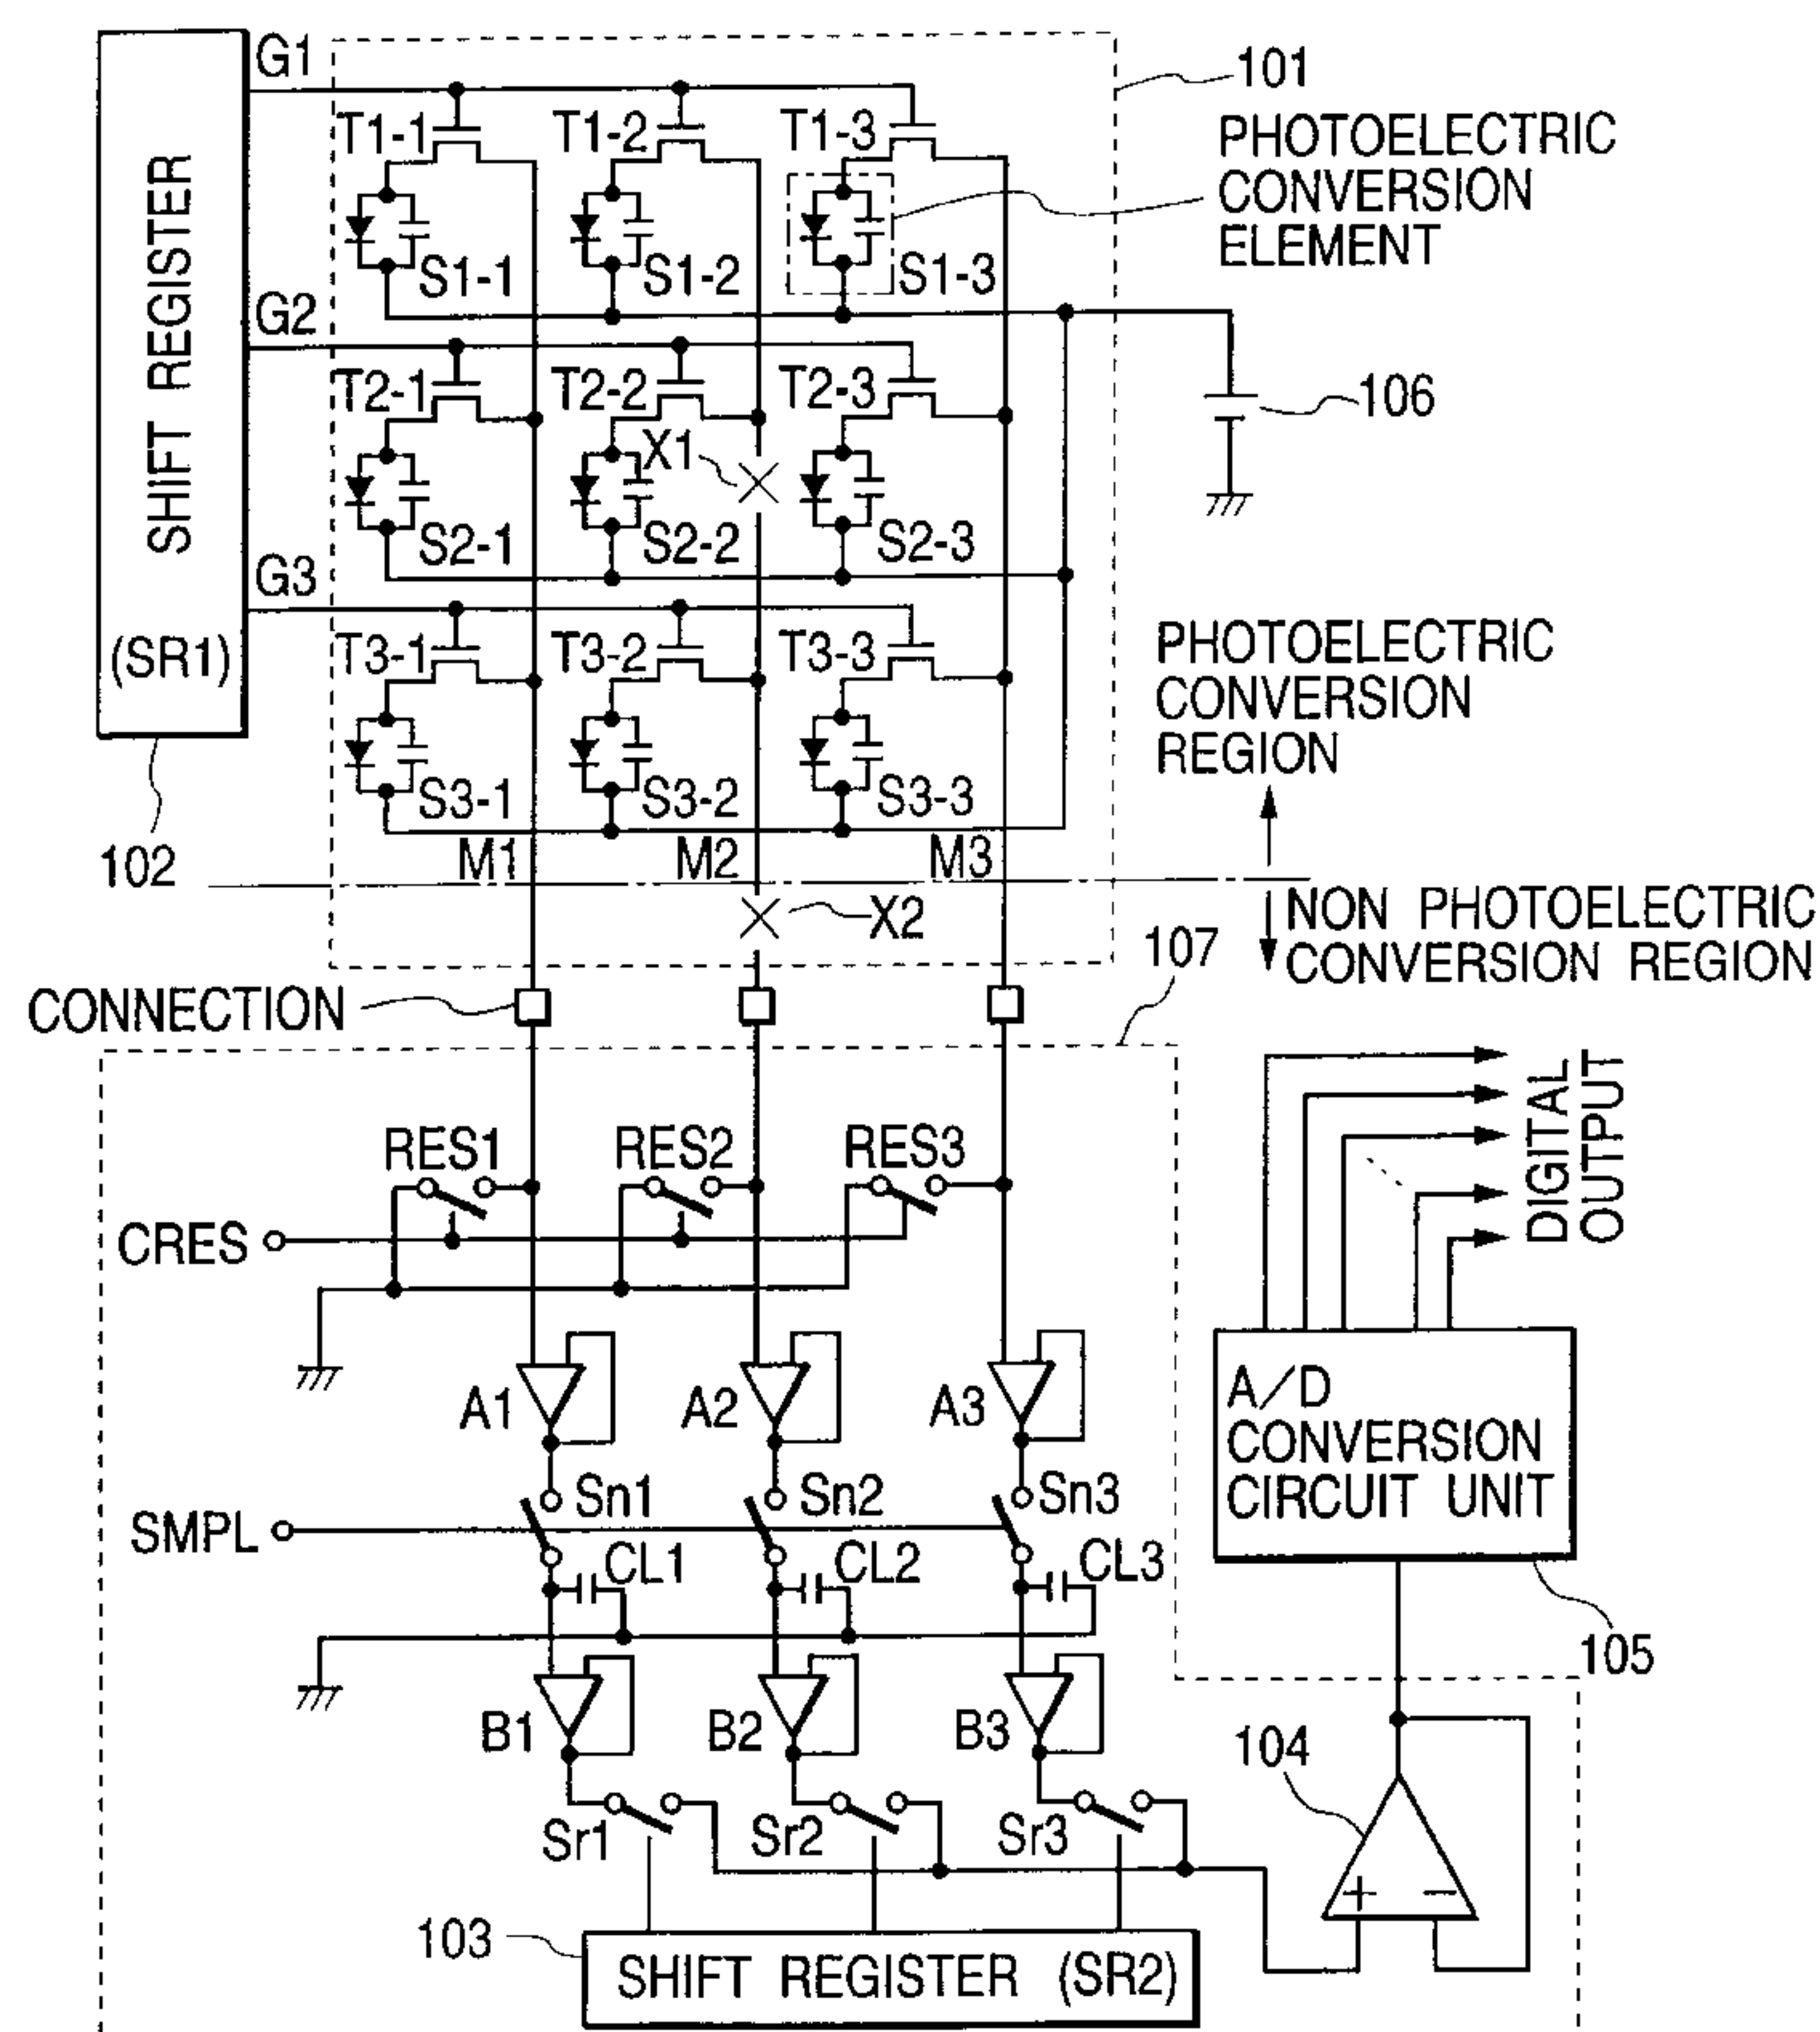 G1
101
T1-1
T1-2
T1-3
PHOTOELECTRIC
CONVERSION
ELEMENT
SHIFT REGISTER
(SR1)
S1-1
S1-2
S1-3
G2
T2-1
T2-2
T2-3
106
X1
S2-1
S2-2
S2-3
G3
T3-1
T3-2
T3-3
PHOTOELECTRIC
CONVERSION
REGION
S3-1
S3-2
S3-3
102
M1
M2
M3
X2
NON PHOTOELECTRIC
CONVERSION REGION
107
CONNECTION
RES1
RES2
RES3
DIGITAL
OUTPUT
CRES
A1
A2
A3
A/D
CONVERSION
CIRCUIT UNIT
Sn1
Sn2
Sn3
SMPL
CL1
CL2
CL3
105
B1
B2
B3
104
Sr1
Sr2
Sr3
+ −
103
SHIFT REGISTER (SR2)